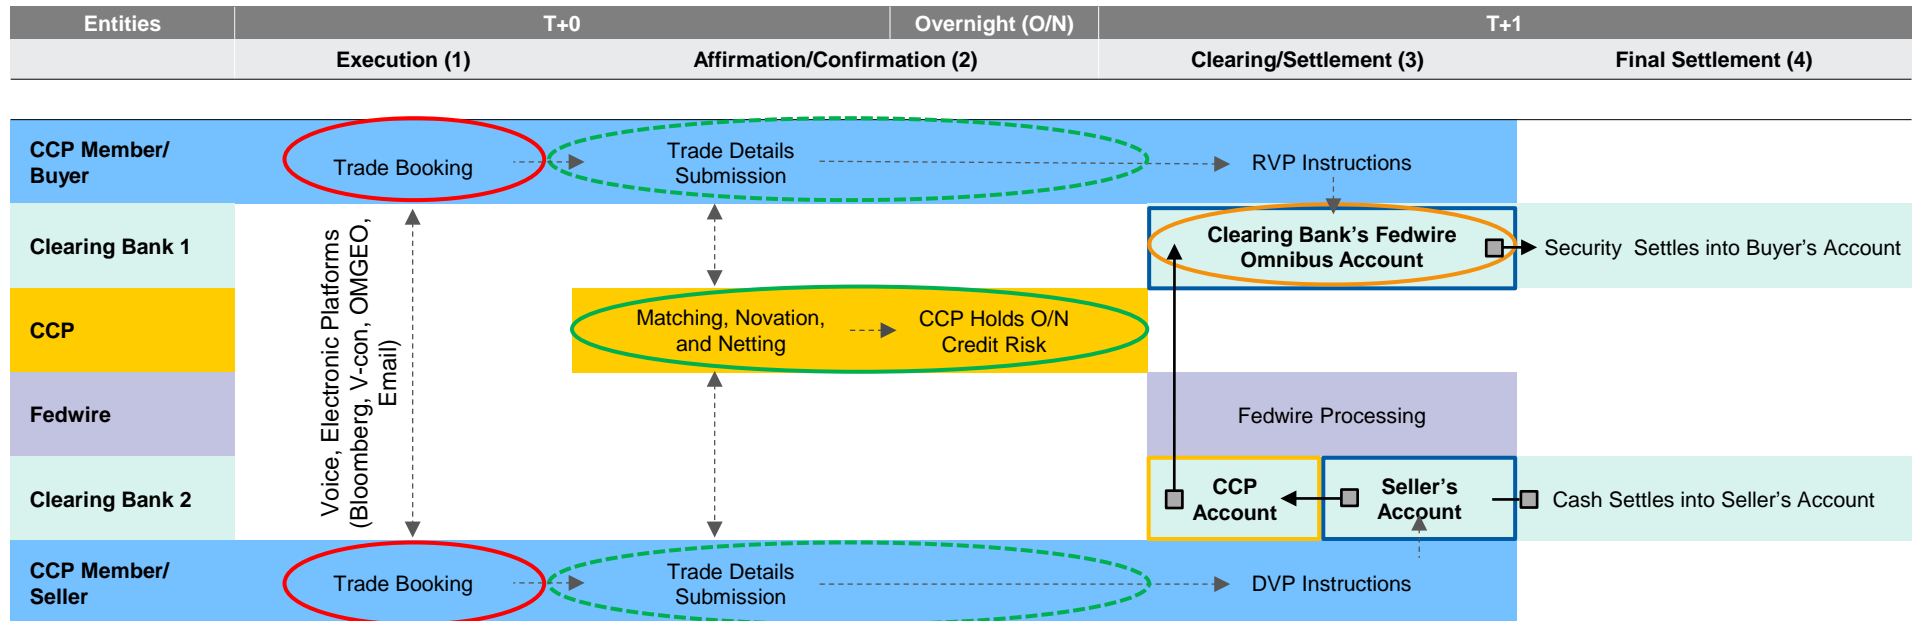 Entities
T+0
Overnight (O/N)
T+1
Execution (1)
Affirmation/Confirmation (2)
Clearing/Settlement (3)
Final Settlement (4)
CCP Member/
Buyer
Trade Booking
Trade Details
Submission
RVP Instructions
Clearing Bank 1
Clearing Bank's Fedwire
Omnibus Account
Security Settles into Buyer's Account
Voice, Electronic Platforms
(Bloomberg, V-con, OMGEO,
Email)
CCP
Matching, Novation,
and Netting
CCP Holds O/N
Credit Risk
Fedwire
Fedwire Processing
Clearing Bank 2
CCP
Account
Seller's
Account
Cash Settles into Seller's Account
CCP Member/
Seller
Trade Booking
Trade Details
Submission
DVP Instructions